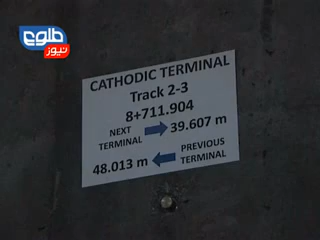 طلوع
نیوز
CATHODIC TERMINAL
Track 2-3
8+711.904
NEXT TERMINAL 39.607 m
48.013 m PREVIOUS TERMINAL